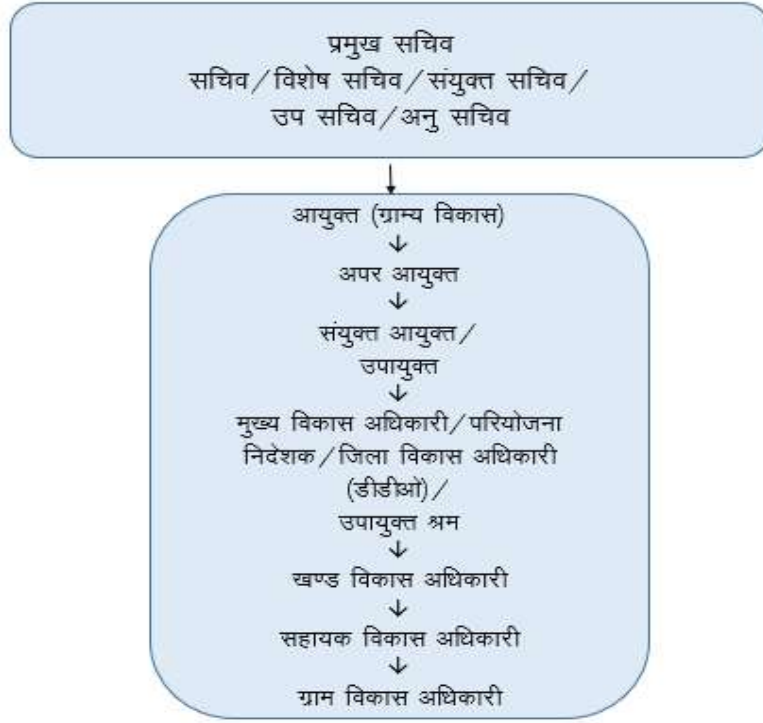 प्रमुख सचिव
सचिव/विशेष सचिव/संयुक्त सचिव/
उप सचिव/अनु सचिव
आयुक्त (ग्राम्य विकास)
अपर आयुक्त
संयुक्त आयुक्त/
उपायुक्त
मुख्य विकास अधिकारी/परियोजना
निदेशक/जिला विकास अधिकारी
(डीडीओ)/
उपायुक्त श्रम
खण्ड विकास अधिकारी
सहायक विकास अधिकारी
ग्राम विकास अधिकारी